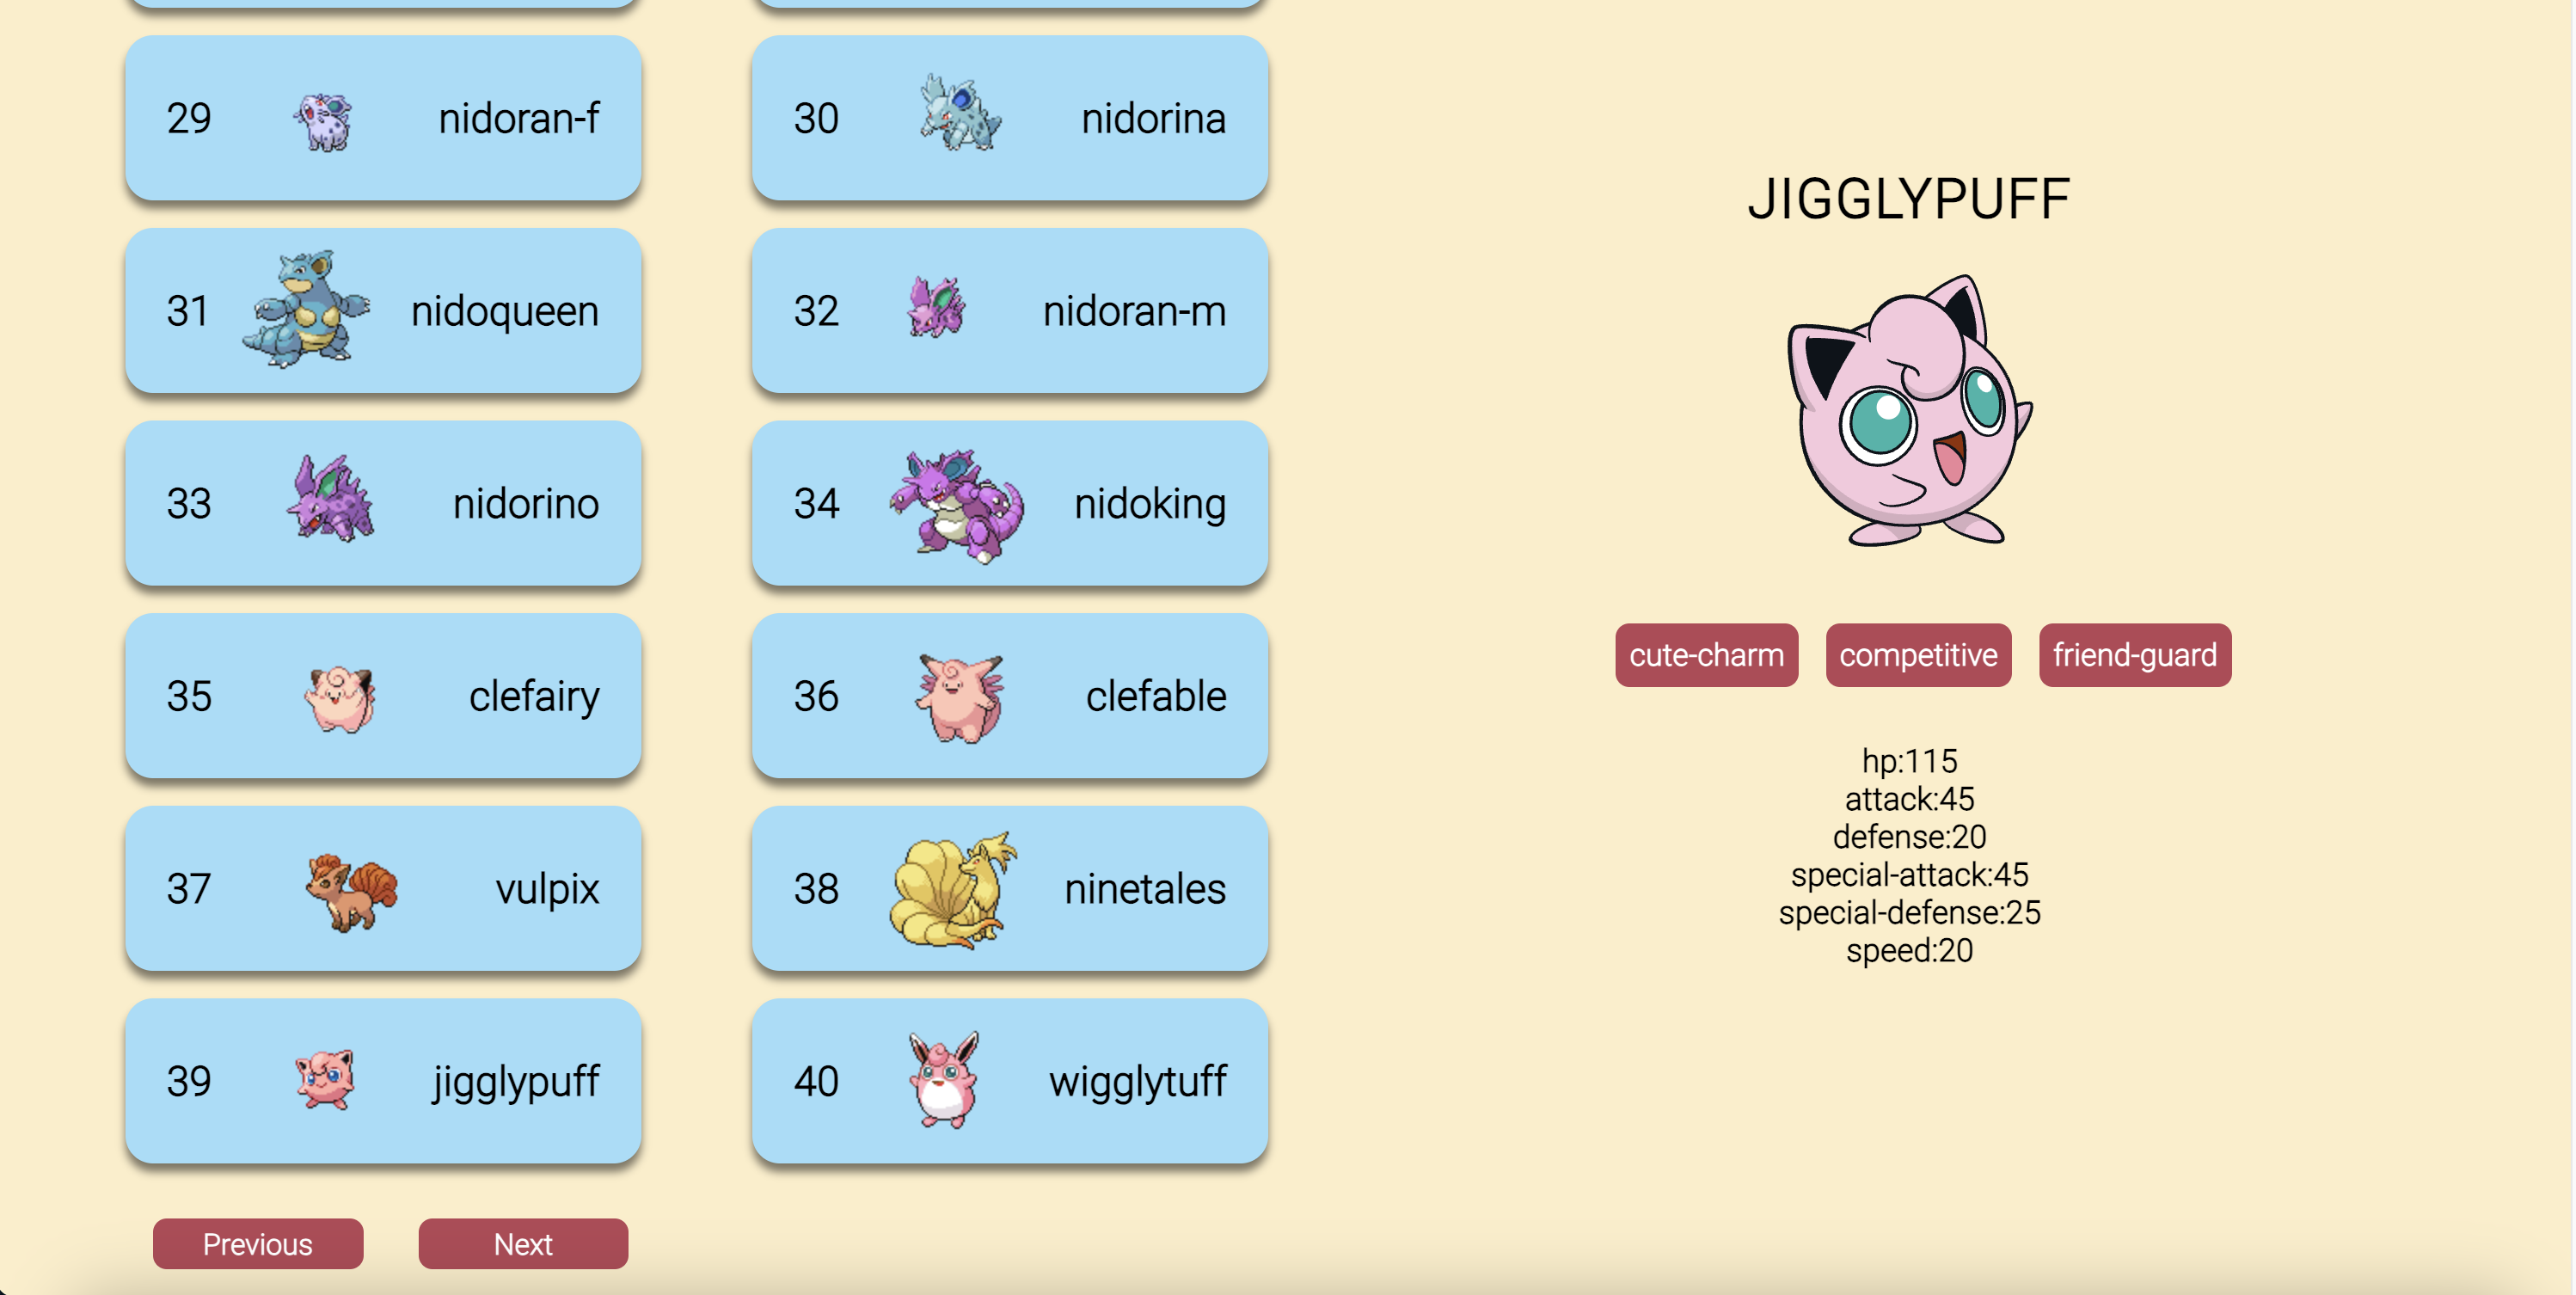 29 nidoran-f
30 nidorina
31 nidoqueen
32 nidoran-m
33 nidorino
34 nidoking
35 clefairy
36 clefable
37 vulpix
38 ninetales
39 jigglypuff
40 wigglytuff
Previous
Next
JIGGLYPUFF
cute-charm
competitive
friend-guard
hp:115
attack:45
defense:20
special-attack:45
special-defense:25
speed:20